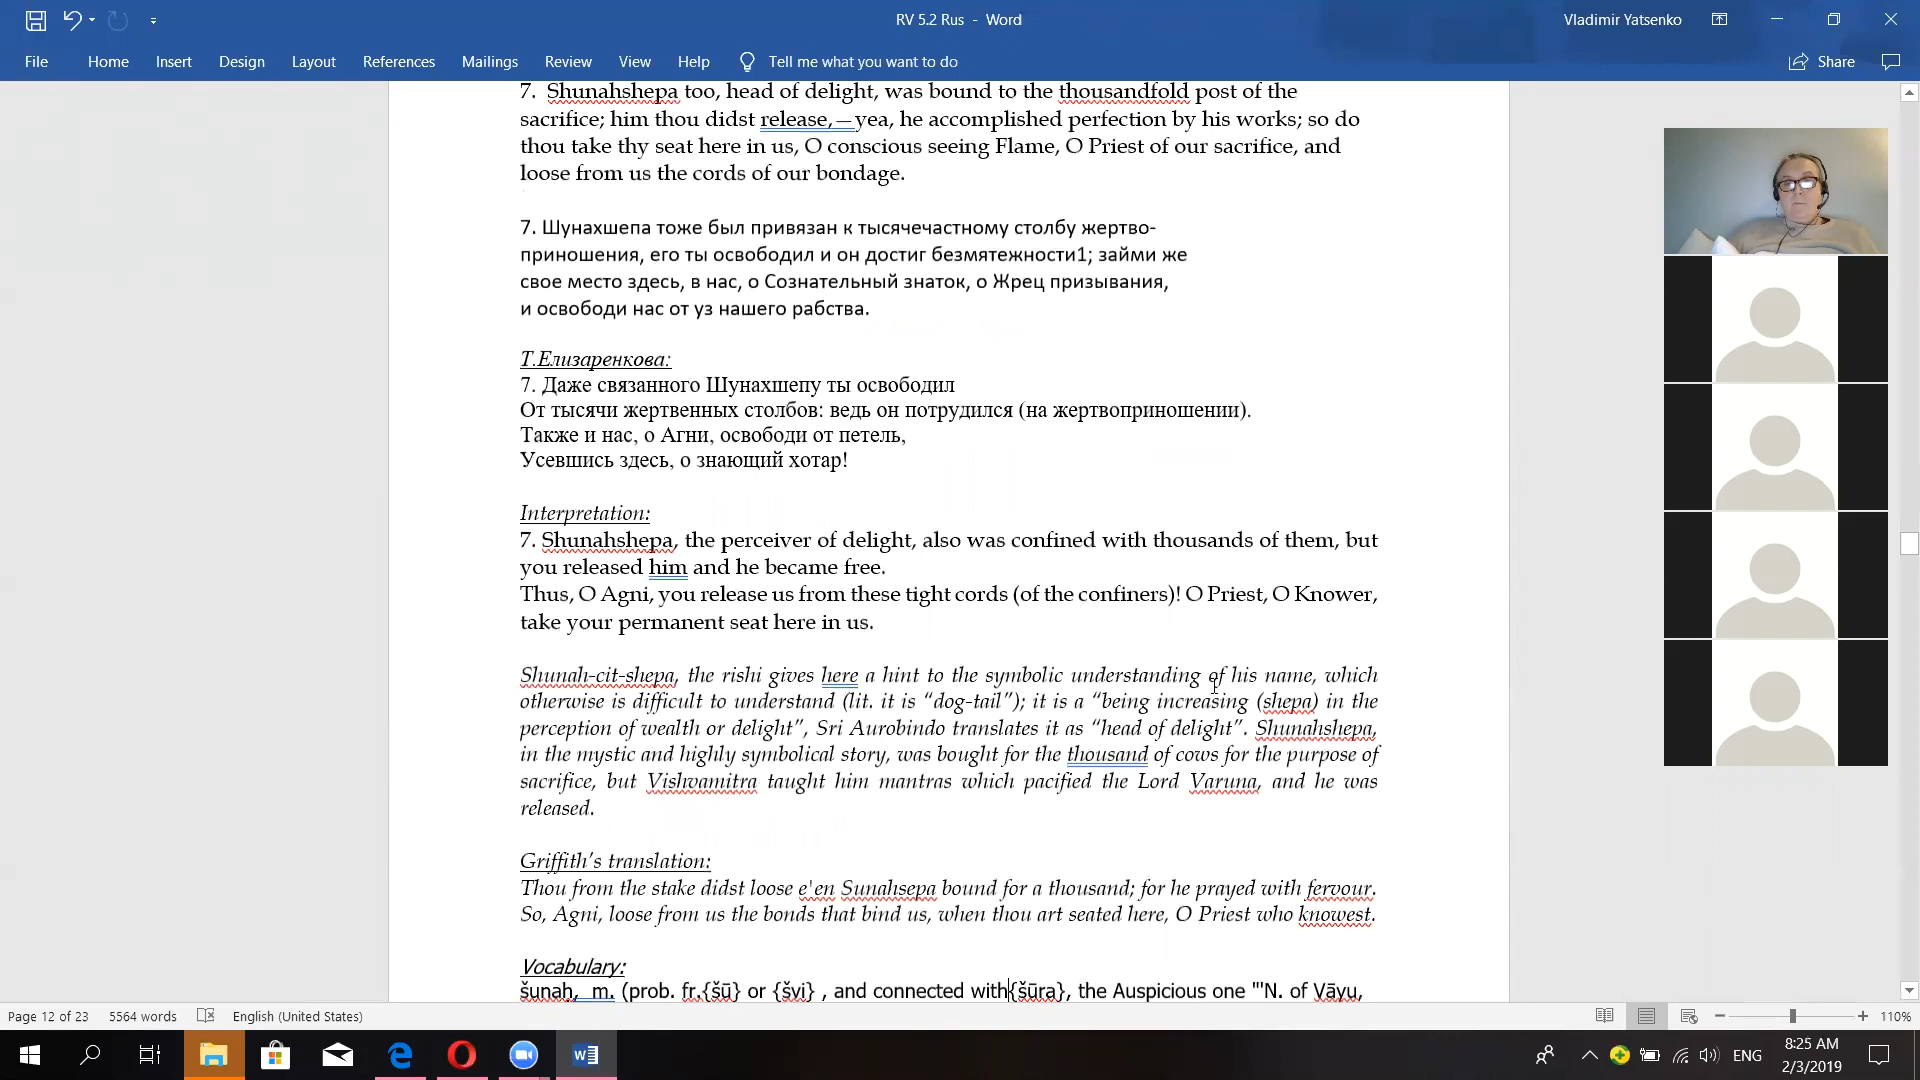 RV 5.2 Rus - Word
Vladimir Yatsenko
File Home Insert Design Layout References Mailings Review View Help Tell me what you want to do Share
7. Shunahshepa too, head of delight, was bound to the thousandfold post of the
sacrifice; him thou didst release,—yea, he accomplished perfection by his works; so do
thou take thy seat here in us, O conscious seeing Flame, O Priest of our sacrifice, and
loose from us the cords of our bondage.
7. Шунахшепа тоже был привязан к тысячечастному столбу жертво-
приношения, его ты освободил и он достиг безмятежности1; займи же
свое место здесь, в нас, о Сознательный знаток, о Жрец призывания,
и освободи нас от уз нашего рабства.
Т.Елизаренкова:
7. Даже связанного Шунахшепу ты освободил
От тысячи жертвенных столбов: ведь он потрудился (на жертвоприношении).
Также и нас, о Агни, освободи от петель,
Усевшись здесь, о знающий хотар!
Interpretation:
7. Shunahshepa, the perceiver of delight, also was confined with thousands of them, but
you released him and he became free.
Thus, O Agni, you release us from these tight cords (of the confiners)! O Priest, O Knower,
take your permanent seat here in us.
Shunah-cit-shepa, the rishi gives here a hint to the symbolic understanding of his name, which
otherwise is difficult to understand (lit. it is “dog-tail”); it is a “being increasing (shepa) in the
perception of wealth or delight”, Sri Aurobindo translates it as “head of delight”. Shunahshepa,
in the mystic and highly symbolical story, was bought for the thousand of cows for the purpose of
sacrifice, but Vishwamitra taught him mantras which pacified the Lord Varuna, and he was
released.
Griffith’s translation:
Thou from the stake didst loose e'en Sunahsepa bound for a thousand; for he prayed with fervour.
So, Agni, loose from us the bonds that bind us, when thou art seated here, O Priest who knowest.
Vocabulary:
šunaḥ, m. (prob. fr.{šū} or {švi} , and connected with{šūra}, the Auspicious one "'N. of Vāyu,
Page 12 of 23 5564 words English (United States) 110%
ENG
8:25 AM
2/3/2019